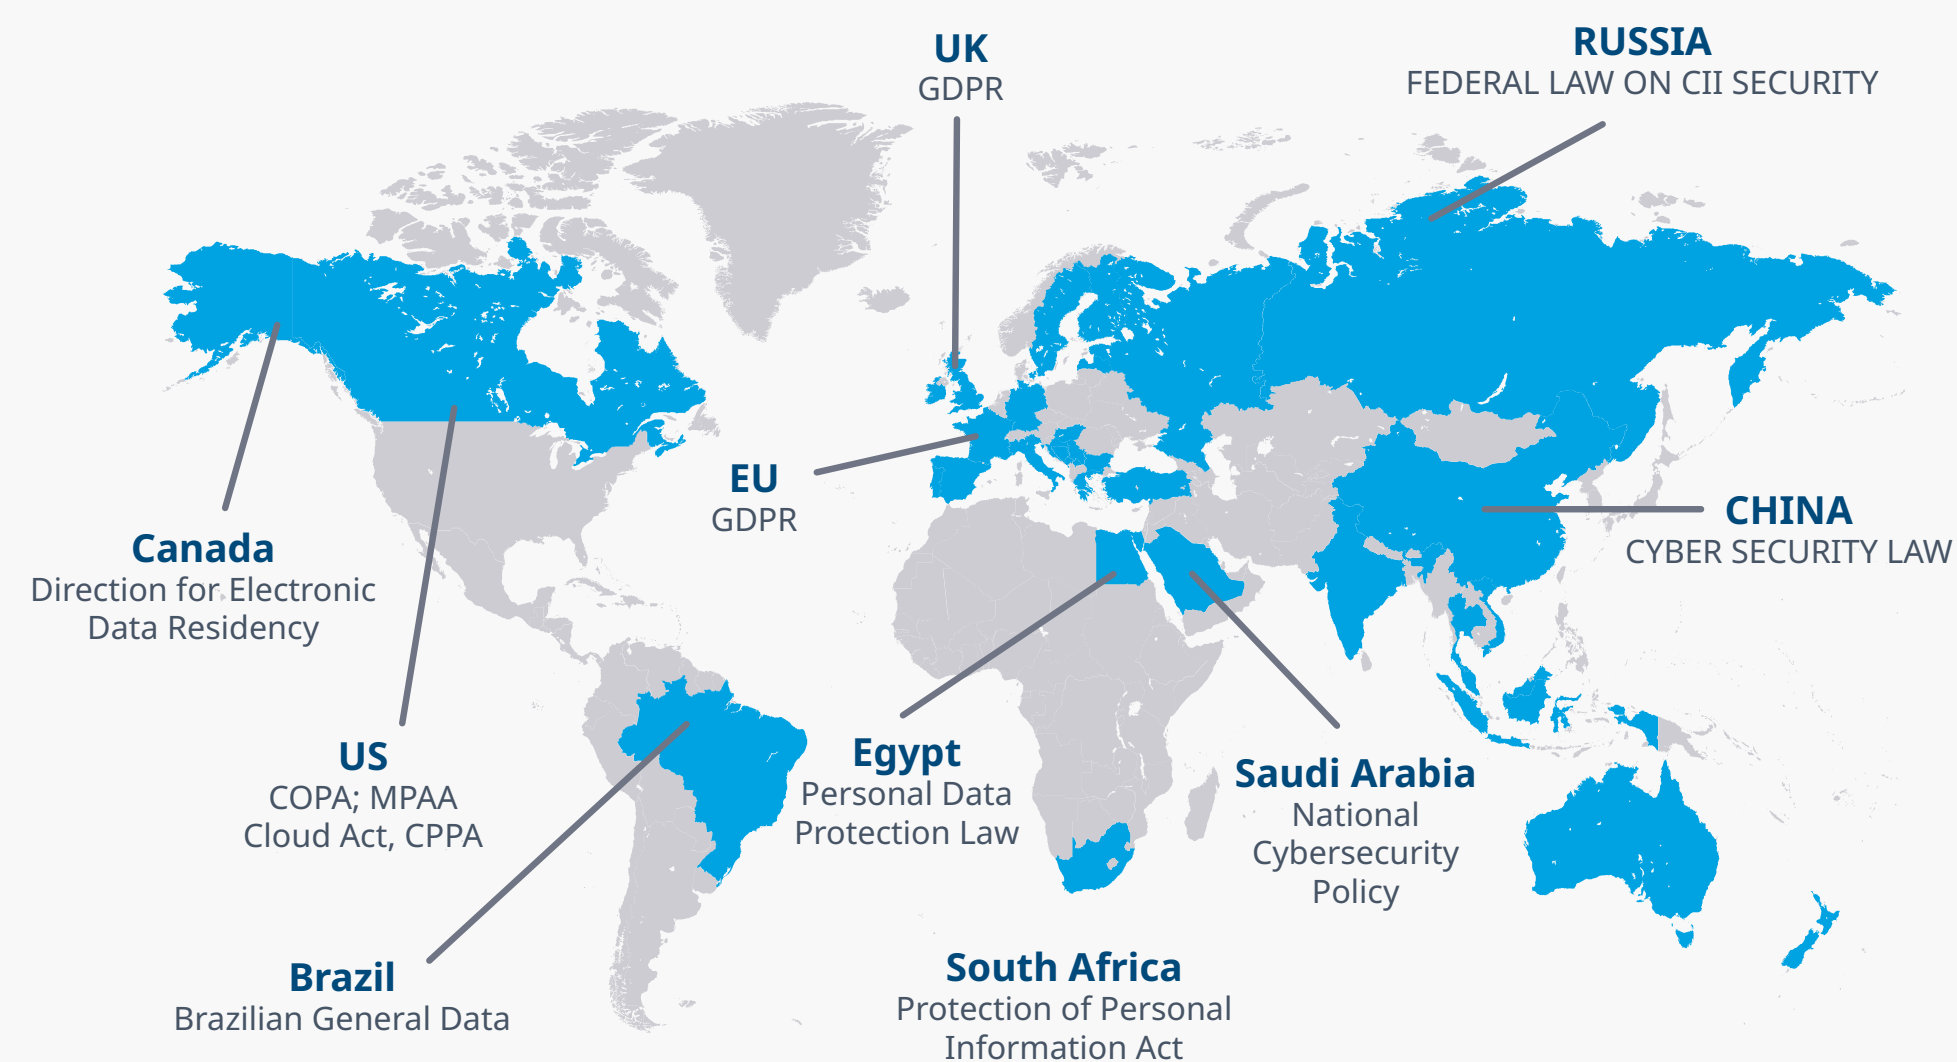 UK
GDPR
RUSSIA
FEDERAL LAW ON CII SECURITY
EU
GDPR
CHINA
CYBER SECURITY LAW
Canada
Direction for Electronic
Data Residency
US
COPA; MPAA
Cloud Act, CPPA
Egypt
Personal Data
Protection Law
Saudi Arabia
National
Cybersecurity
Policy
Brazil
Brazilian General Data
South Africa
Protection of Personal
Information Act